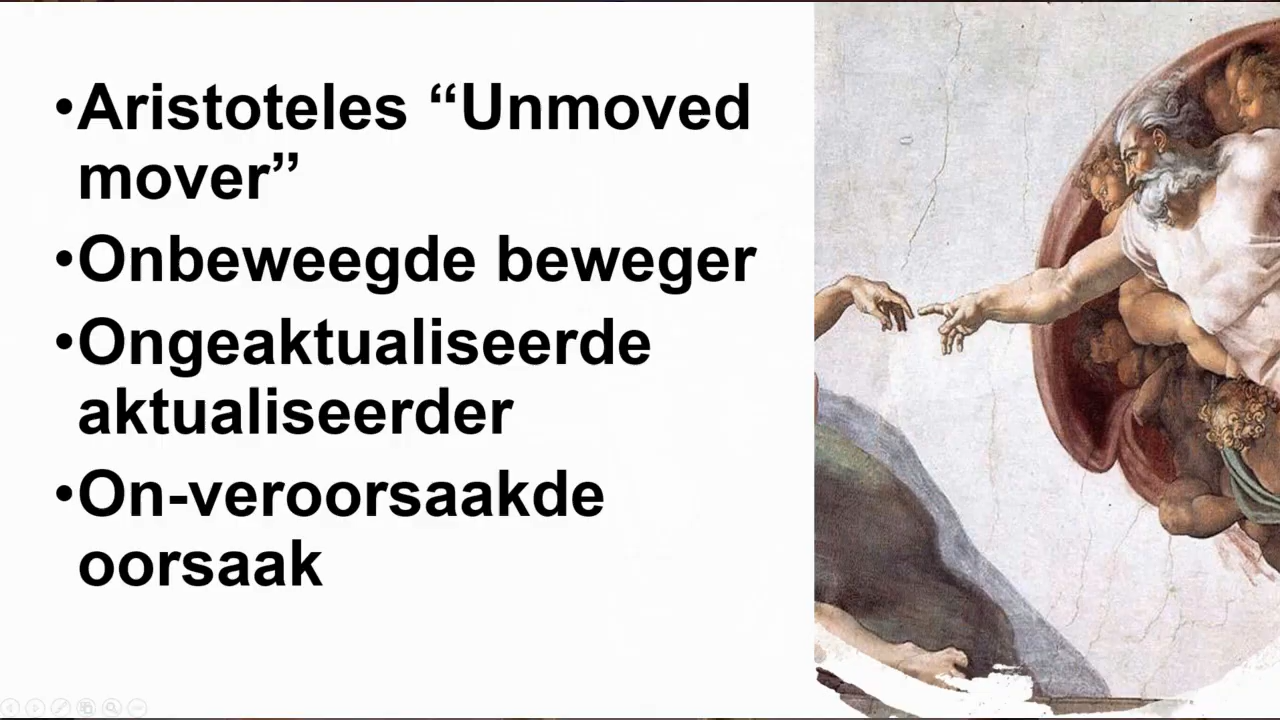 •Aristoteles “Unmoved
mover”
•Onbeweegde beweger
•Ongeaktualiseerde
aktualiseerder
•On-veroorsaakde
oorsaak